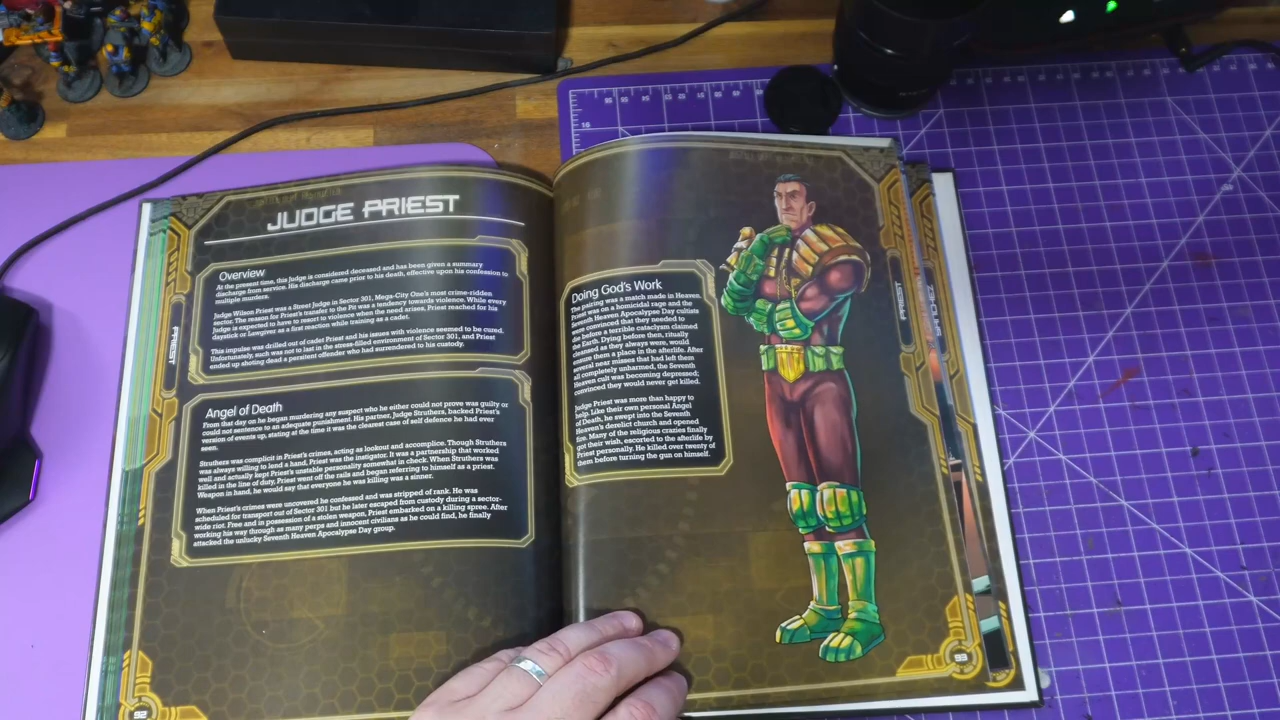 JUDGE PRIEST
Overview
At the present time, this Judge is considered deceased and has been given a summary
discharge from service. His discharge came prior to his death, effective upon his confession to
multiple murders.
Judge Wilson Priest was a Street Judge in Sector 301, Mega-City One's most crime-ridden
sector. The reason for Priest's transfer to the Pit was a tendency towards violence. While every
Judge is expected to have to resort to violence when the need arises, Priest reached for his
daystick or Lawgiver as a first reaction while training as a cadet.
This impulse was drilled out of cadet Priest and his issues with violence seemed to be cured.
Unfortunately, such was not to last in the stress-filled environment of Sector 301, and Priest
ended up shooting dead a persistent offender who had surrendered to his custody.
Angel of Death
From that day on he began murdering any suspect who he either could not prove was guilty or
could not sentence to an adequate punishment. His partner, Judge Struthers, backed Priest's
version of events up, stating at the time it was the clearest case of self defence he had ever
seen.
Struthers was complicit in Priest's crimes, acting as lookout and accomplice. Though Struthers
was always willing to lend a hand, Priest was the instigator. It was a partnership that worked
well and actually kept Priest's unstable personality somewhat in check. When Struthers was
killed in the line of duty, Priest went off the rails and began referring to himself as a priest.
Weapon in hand, he would say that everyone he was killing was a sinner.
When Priest's crimes were uncovered he confessed and was stripped of rank. He was
scheduled for transport out of Sector 301 but he later escaped from custody during a sector-
wide riot. Free and in possession of a stolen weapon, Priest embarked on a killing spree. After
working his way through as many perps and innocent civilians as he could find, he finally
attacked the unlucky Seventh Heaven Apocalypse Day group.
PRIEST
92
Doing God's Work
The pairing was a match made in Heaven.
Priest was on a homicidal rage and the
Seventh Heaven Apocalypse Day cultists
were convinced that they needed to
die before a terrible cataclysm claimed
the Earth. Dying before then, ritually
cleansed as they always were, would
ensure them a place in the afterlife. After
several near misses that had left them
all completely unharmed, the Seventh
Heaven cult was becoming depressed;
convinced they would never get killed.
Judge Priest was more than happy to
help. Like their own personal Angel
of Death, he swept into the Seventh
Heaven's derelict church and opened
fire. Many of the religious crazies finally
got their wish, escorted to the afterlife by
Priest personally. He killed over twenty of
them before turning the gun on himself.
PRIEST
SANCHEZ
93